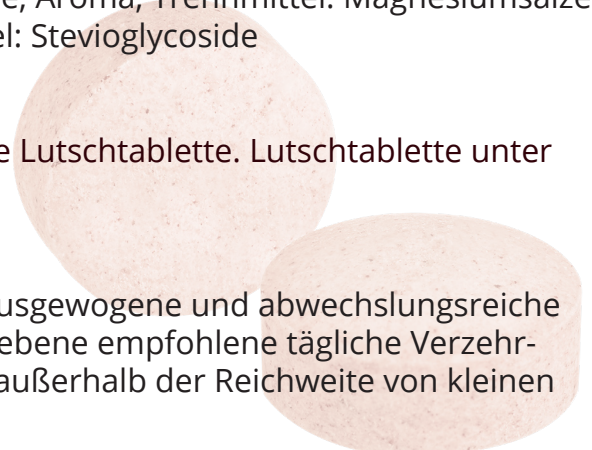 e, Aroma, Trennmittel: Magnesiumsalze
el: Stevioglycoside
e Lutschtablette. Lutschtablette unter
usgewogene und abwechslungsreiche
ebene empfohlene tägliche Verzehr-
außerhalb der Reichweite von kleinen